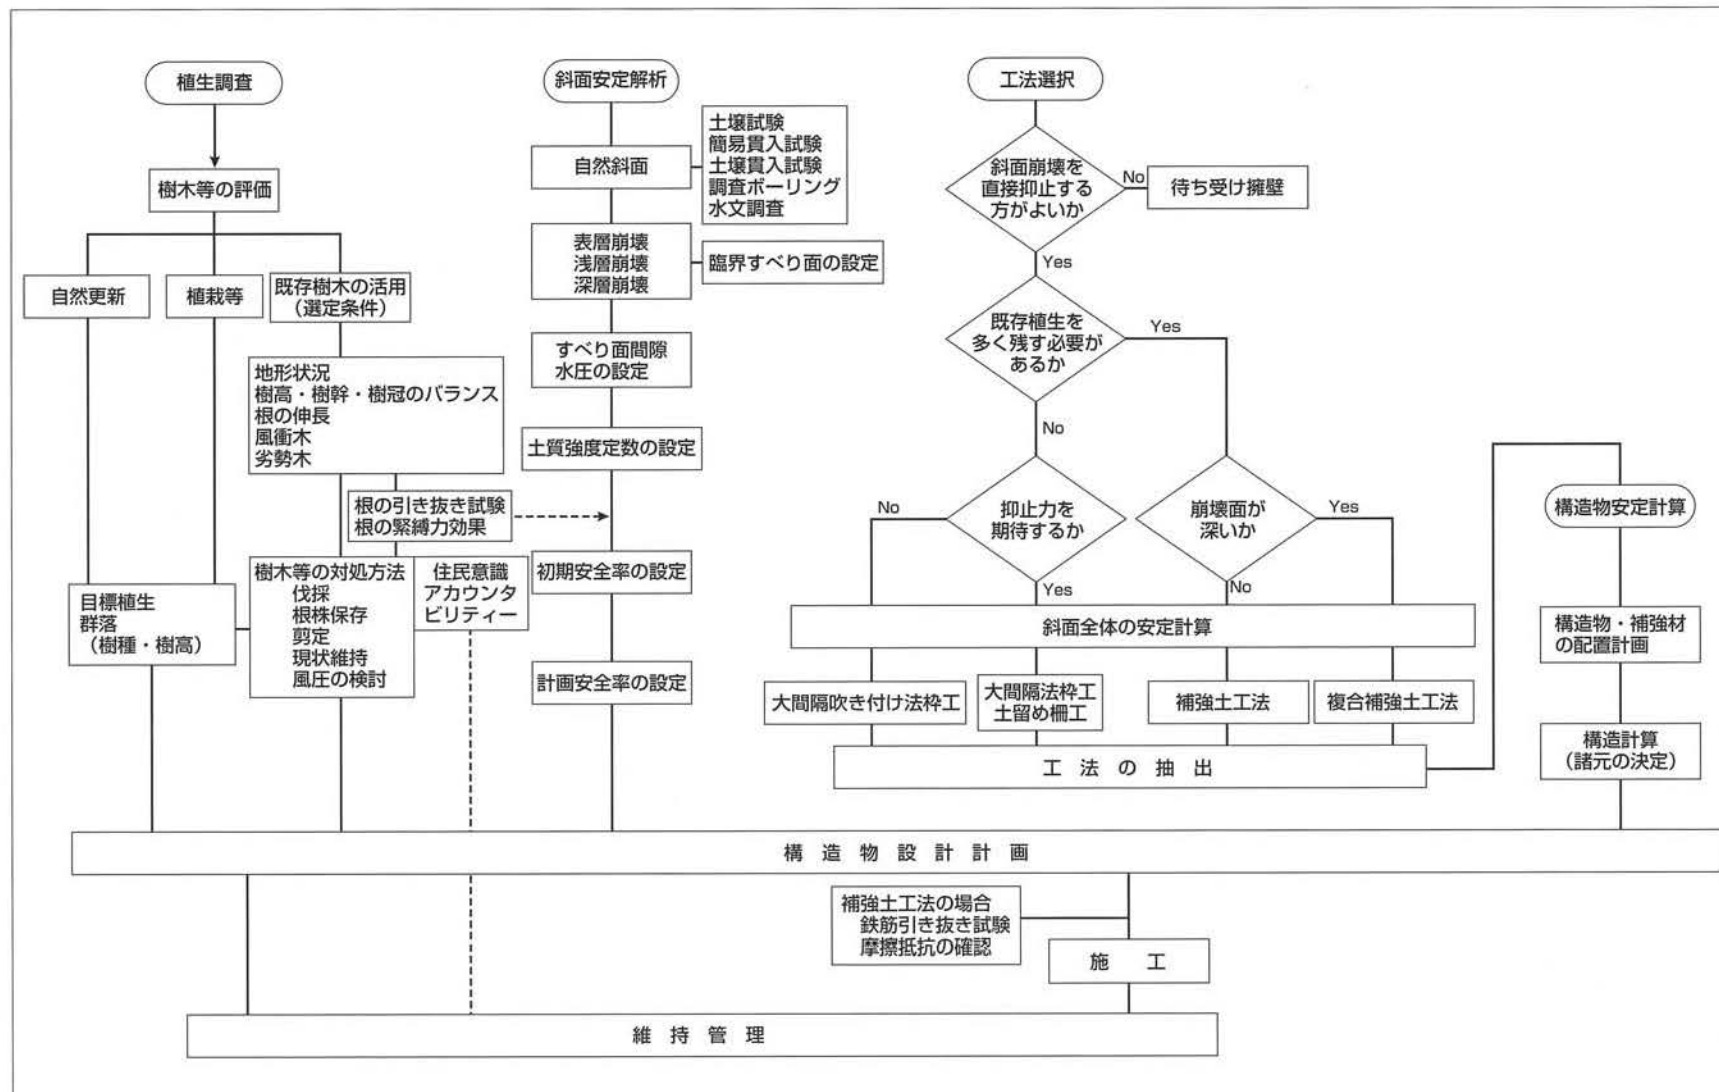 植生調査
樹木等の評価
自然更新
植栽等
既存樹木の活用
（選定条件）
地形状況
樹高・樹幹・樹冠のバランス
根の伸長
風衝木
劣勢木
根の引き抜き試験
根の緊縛力効果
目標植生
群落
（樹種・樹高）
樹木等の対処方法
伐採
根株保存
剪定
現状維持
風圧の検討
住民意識
アカウンタ
ビリティー
斜面安定解析
自然斜面
土壌試験
簡易貫入試験
土壌貫入試験
調査ボーリング
水文調査
表層崩壊
浅層崩壊
深層崩壊
臨界すべり面の設定
すべり面間隙
水圧の設定
土質強度定数の設定
初期安全率の設定
計画安全率の設定
工法選択
斜面崩壊を
直接抑止する
方がよいか
No
待ち受け擁壁
Yes
既存植生を
多く残す必要が
あるか
Yes
No
抑止力を
期待するか
No
Yes
崩壊面が
深いか
Yes
No
斜面全体の安定計算
大間隔吹き付け法枠工
大間隔法枠工
土留め柵工
補強土工法
複合補強土工法
工法の抽出
構造物安定計算
構造物・補強材
の配置計画
構造計算
（諸元の決定）
構造物設計計画
補強土工法の場合
鉄筋引き抜き試験
摩擦抵抗の確認
施工
維持管理